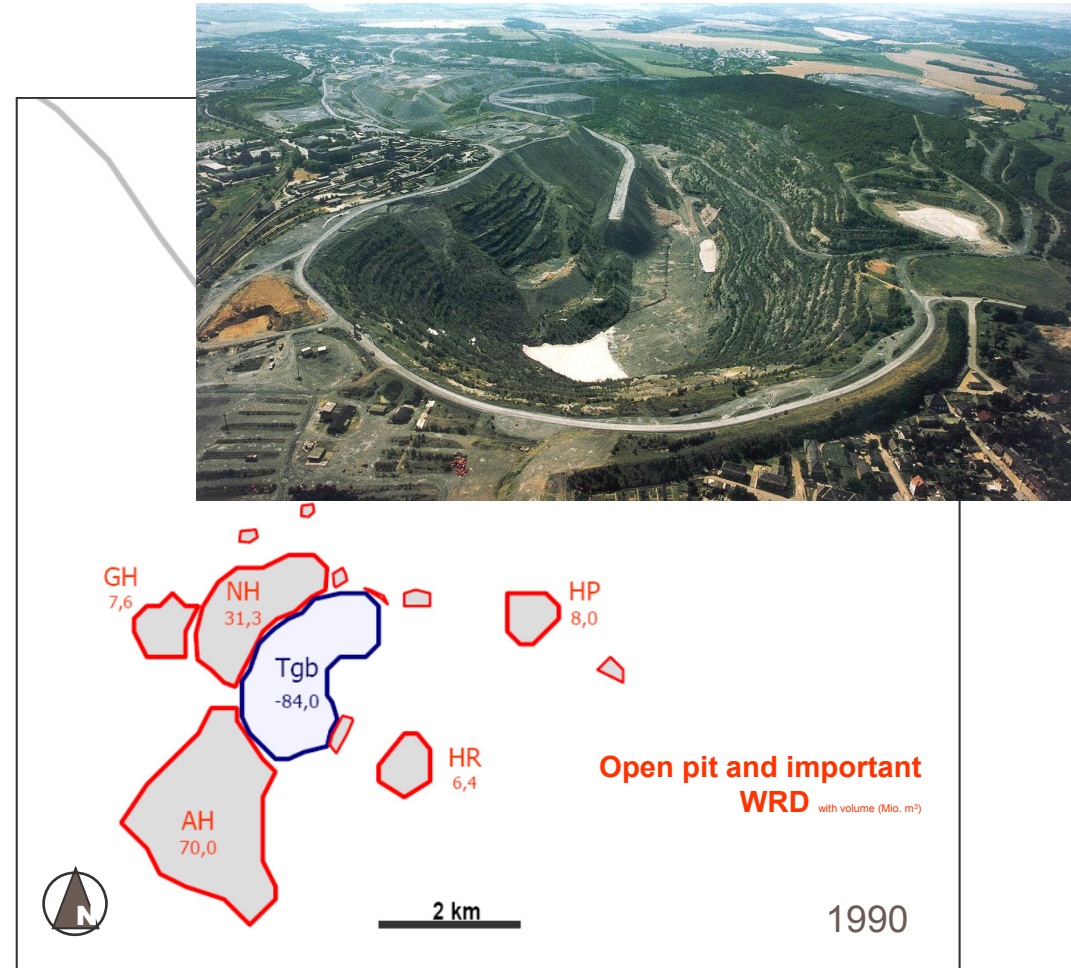 GH
7,6
NH
31,3
HP
8,0
Tgb
-84,0
HR
6,4
Open pit and important
WRD with volume (Mio. m³)
AH
70,0
N
2 km
1990